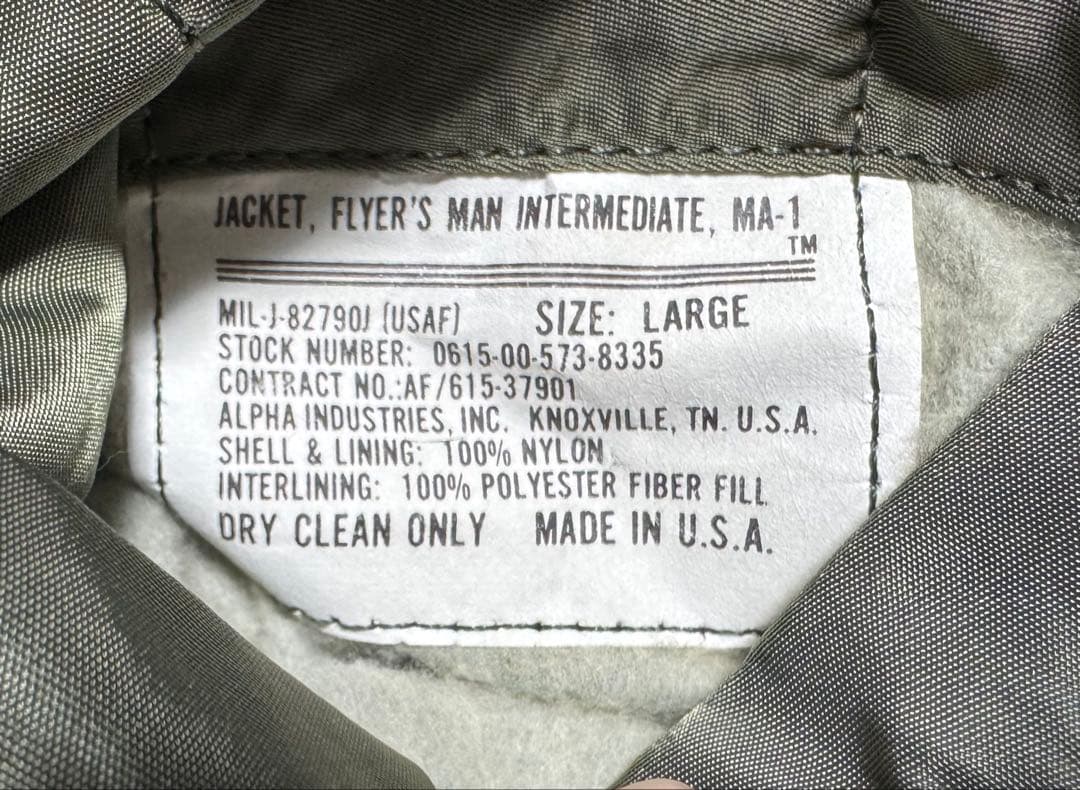 JACKET, FLYER'S MAN INTERMEDIATE, MA-1
TM
MIL-J-82790J (USAF) SIZE: LARGE
STOCK NUMBER: 0615-00-573-8335
CONTRACT NO.:AF/615-37901
ALPHA INDUSTRIES, INC. KNOXVILLE, TN. U.S.A.
SHELL & LINING: 100% NYLON
INTERLINING: 100% POLYESTER FIBER FILL
DRY CLEAN ONLY MADE IN U.S.A.